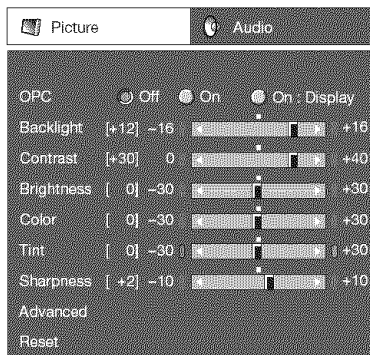 Picture Audio
OPC Off On On : Display
Backlight [+12] –16 +16
Contrast [+30] 0 +40
Brightness [ 0] –30 +30
Color [ 0] –30 +30
Tint [ 0] –30 +30
Sharpness [ +2] –10 +10
Advanced
Reset